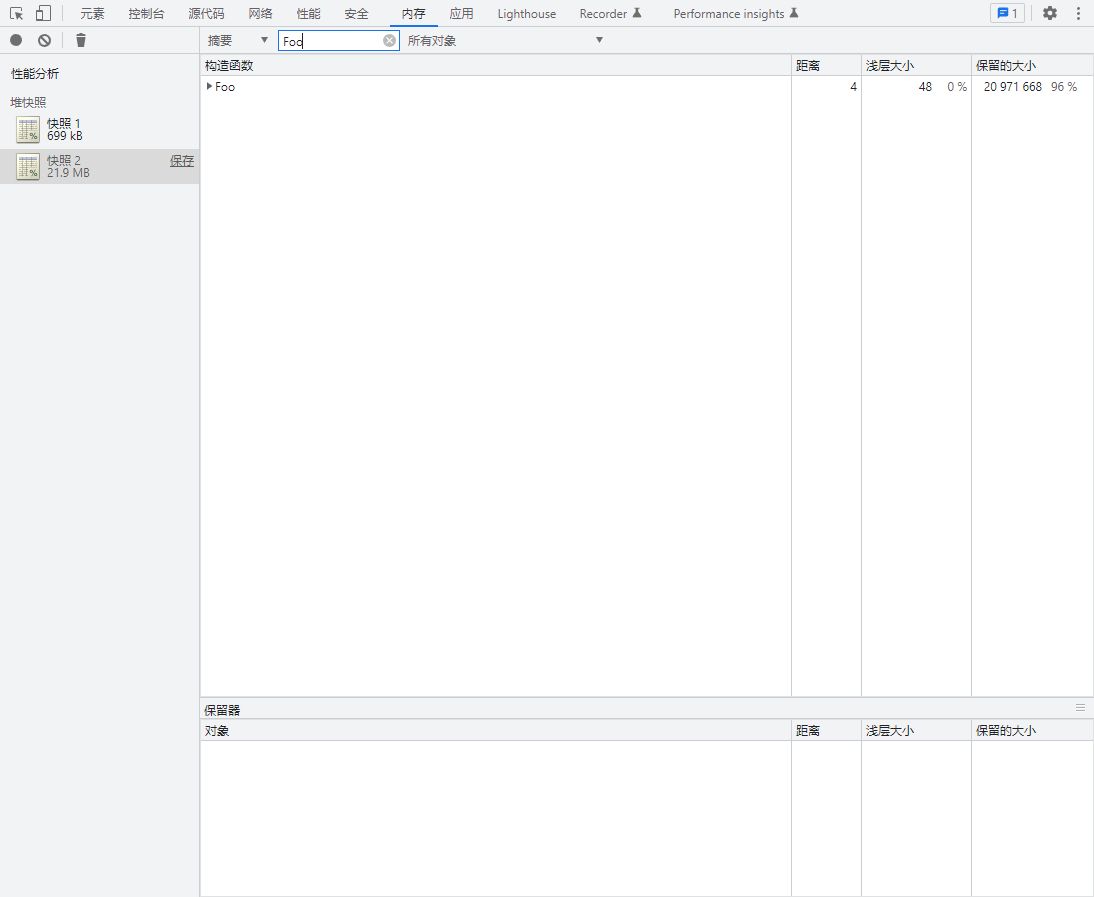 元素 控制台 源代码 网络 性能 安全 内存 应用 Lighthouse Recorder Performance insights 1
摘要 Foo 所有对象
性能分析
堆快照
快照 1
699 kB
快照 2 保存
21.9 MB
构造函数 距离 浅层大小 保留的大小
Foo 4 48 0 % 20 971 668 96 %
保留器
对象 距离 浅层大小 保留的大小